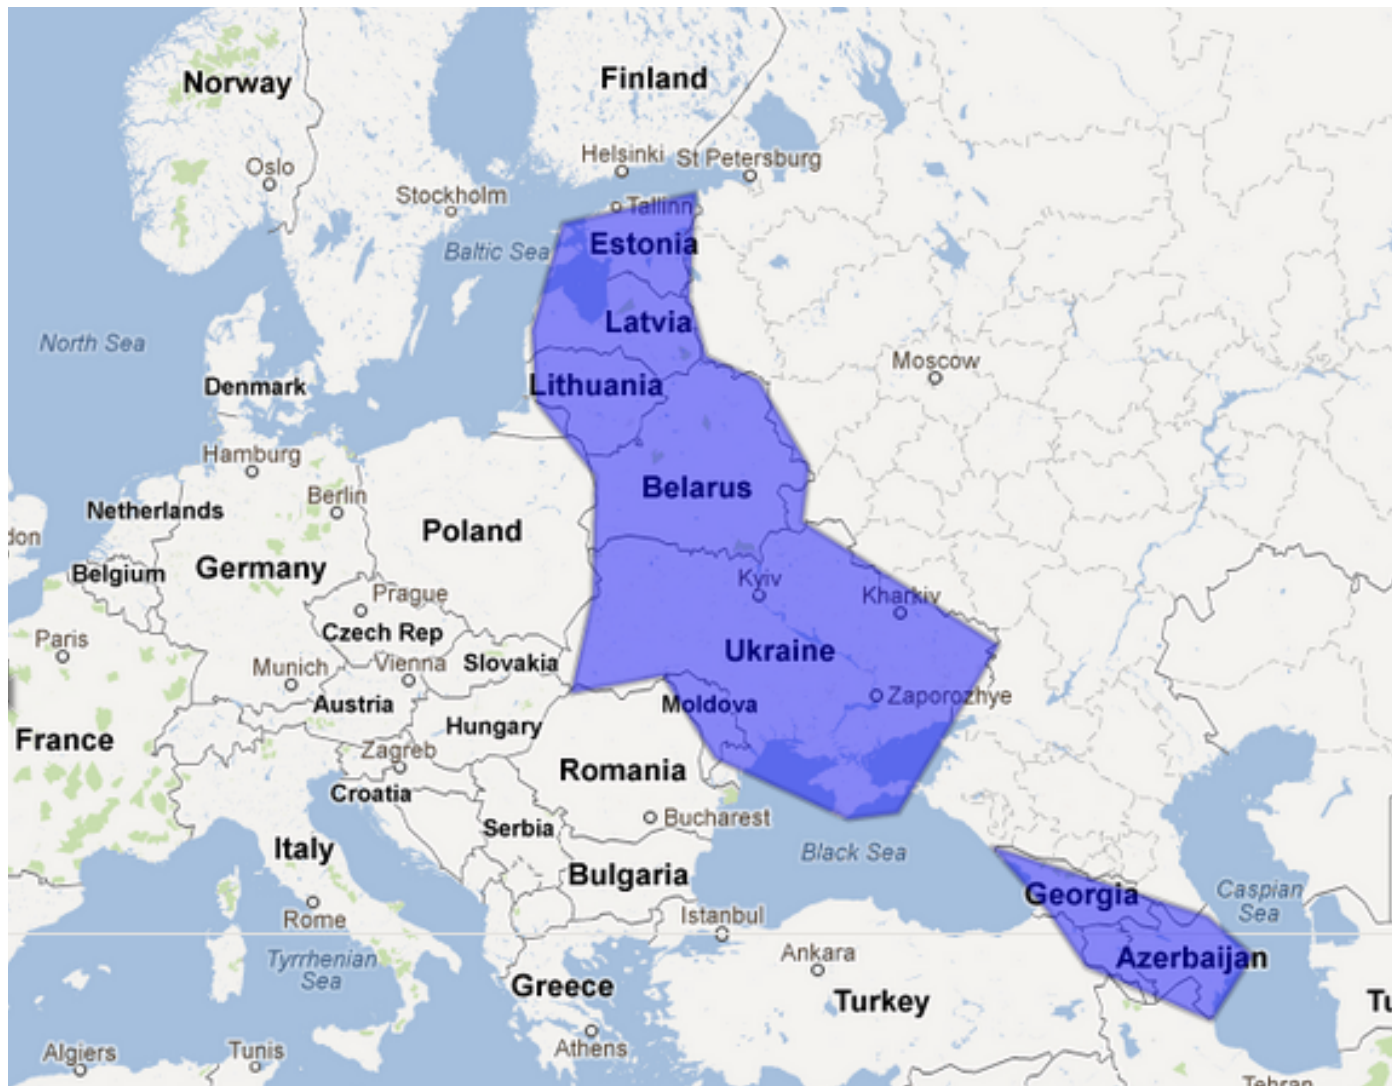 Norway
Finland
Oslo
Helsinki
St Petersburg
Stockholm
Tallinn
Baltic Sea
Estonia
North Sea
Latvia
Moscow
Denmark
Lithuania
Hamburg
Berlin
Belarus
Netherlands
Poland
don
Belgium
Germany
Kyiv
Kharkiv
Prague
Czech Rep
Paris
Munich
Vienna
Slovakia
Ukraine
Austria
Moldova
Zaporozhye
France
Hungary
Zagreb
Romania
Croatia
Bucharest
Serbia
Italy
Black Sea
Bulgaria
Georgia
Caspian
Sea
Rome
Istanbul
Tyrrhenian
Sea
Ankara
Azerbaijan
Greece
Turkey
Tu
Algiers
Tunis
Athens
Tehran